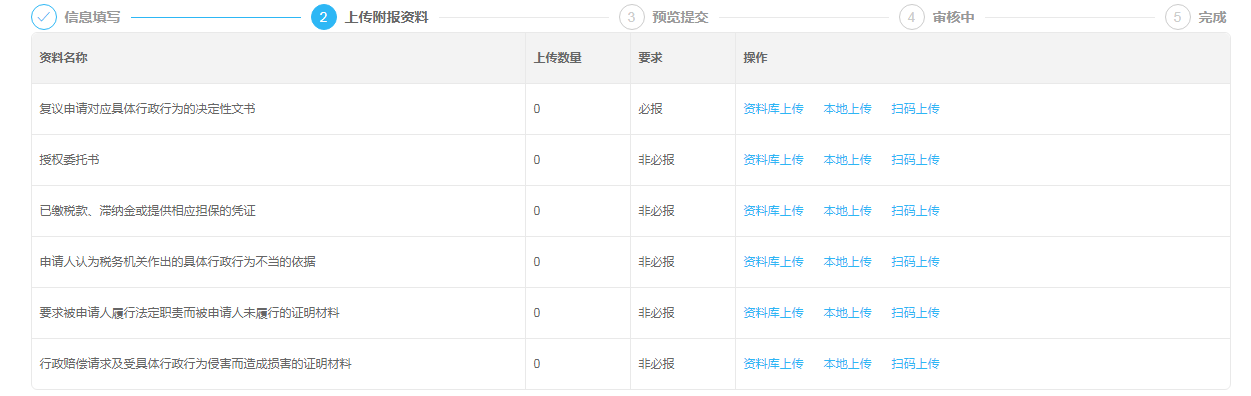 信息填写 2 上传附报资料 3 预览提交 4 审核中 5 完成
资料名称 上传数量 要求 操作
复议申请对应具体行政行为的决定性文书 0 必报 资料库上传 本地上传 扫码上传
授权委托书 0 非必报 资料库上传 本地上传 扫码上传
已缴税款、滞纳金或提供相应担保的凭证 0 非必报 资料库上传 本地上传 扫码上传
申请人认为税务机关作出的具体行政行为不当的依据 0 非必报 资料库上传 本地上传 扫码上传
要求被申请人履行法定职责而被申请人未履行的证明材料 0 非必报 资料库上传 本地上传 扫码上传
行政赔偿请求及受具体行政行为侵害而造成损害的证明材料 0 非必报 资料库上传 本地上传 扫码上传